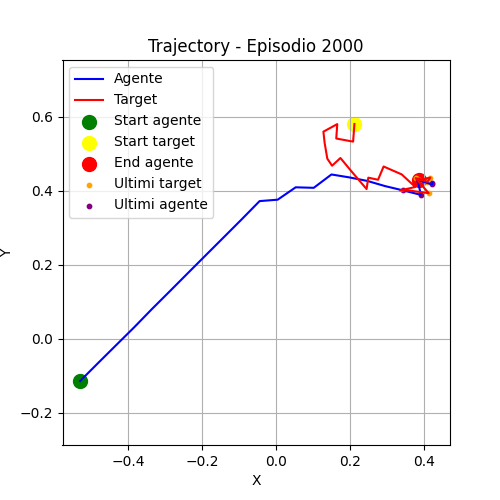 Trajectory - Episodio 2000
Agente
Target
Start agente
Start target
End agente
Ultimi target
Ultimi agente
0.6
0.4
0.2
0.0
−0.2
Y
−0.4
−0.2
0.0
0.2
0.4
X